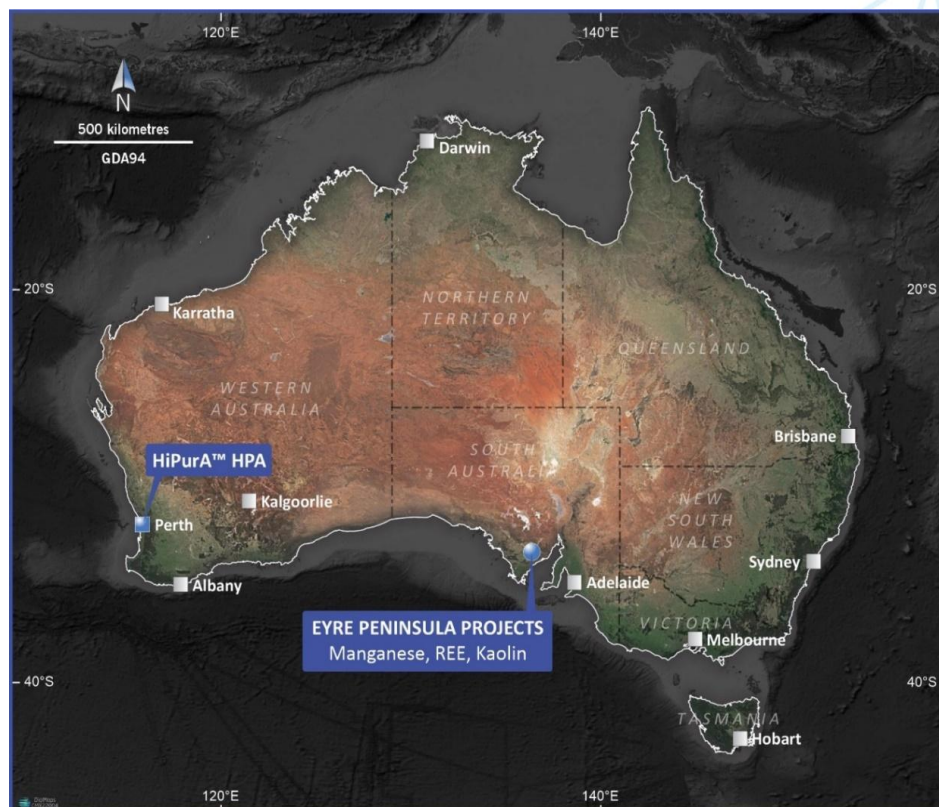 120°E
140°E
N
500 kilometres
GDA94
Darwin
20°S
20°S
Karratha
NORTHERN
TERRITORY
QUEENSLAND
WESTERN
AUSTRALIA
Brisbane
HiPurA™ HPA
SOUTH
AUSTRALIA
Kalgoorlie
NEW
SOUTH
WALES
Perth
Sydney
Albany
Adelaide
EYRE PENINSULA PROJECTS
Manganese, REE, Kaolin
VICTORIA
Melbourne
40°S
40°S
TASMANIA
Hobart
120°E
140°E